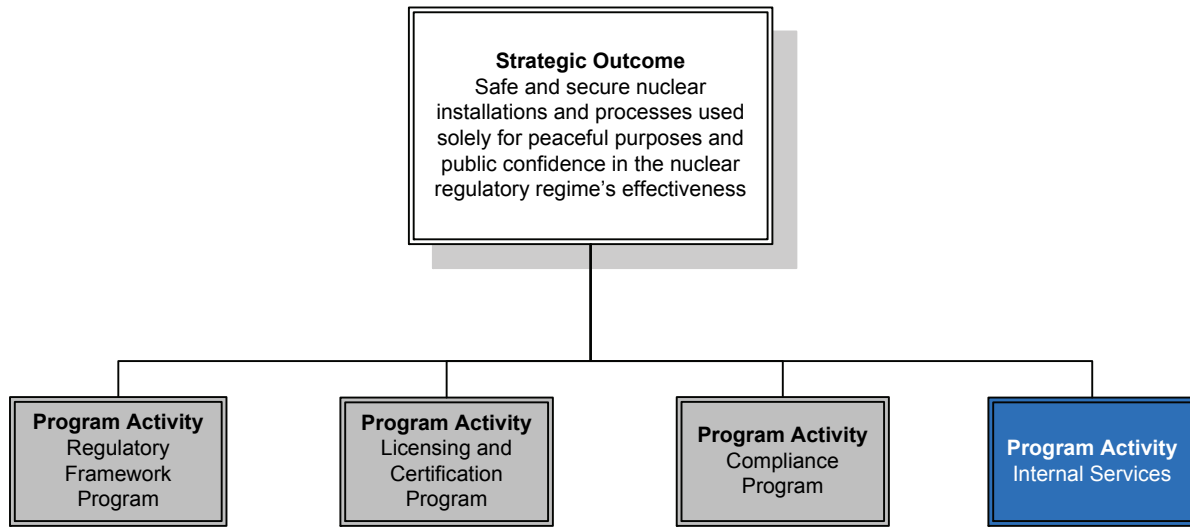 Strategic Outcome
Safe and secure nuclear
installations and processes used
solely for peaceful purposes and
public confidence in the nuclear
regulatory regime’s effectiveness
Program Activity
Regulatory
Framework
Program
Program Activity
Licensing and
Certification
Program
Program Activity
Compliance
Program
Program Activity
Internal Services